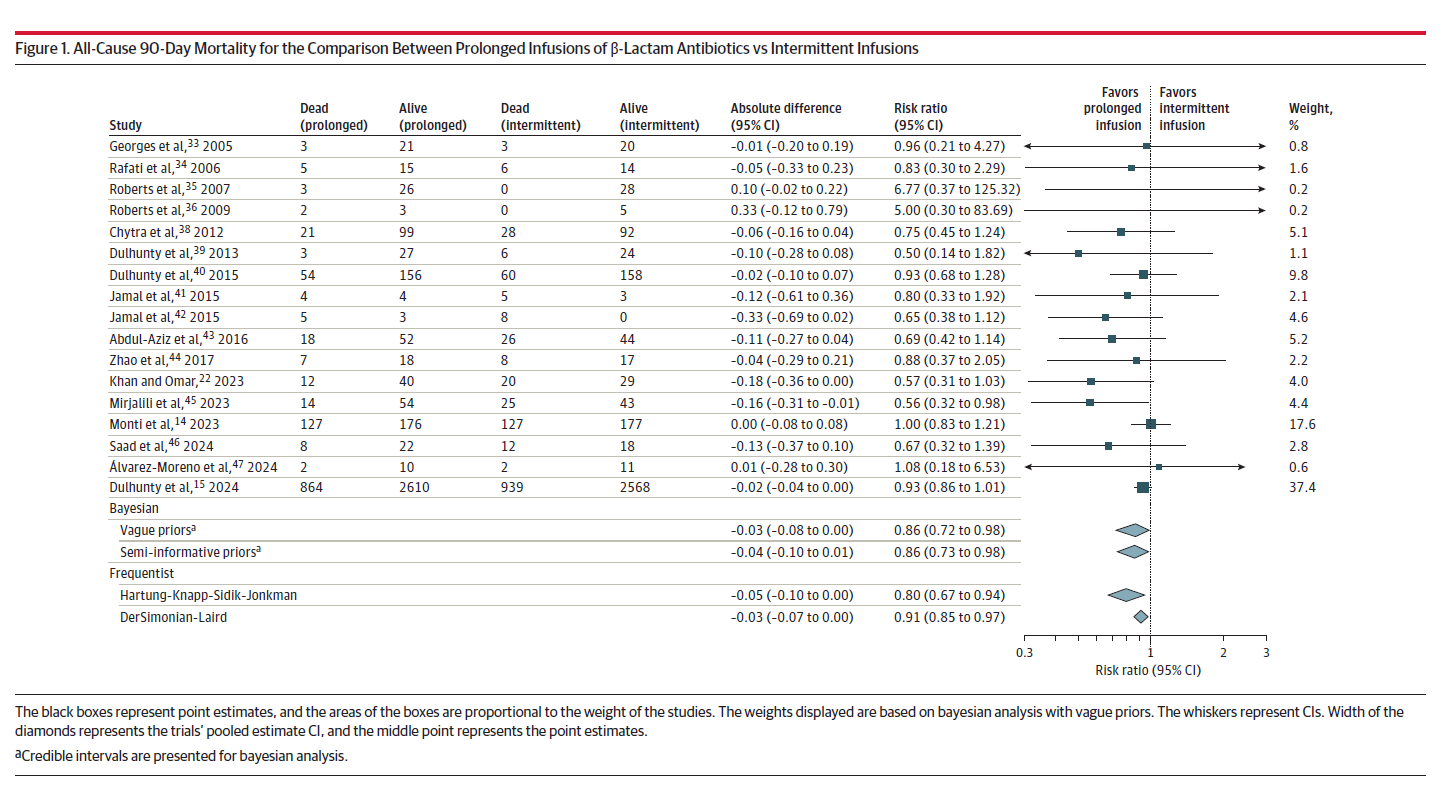 Figure 1. All-Cause 90-Day Mortality for the Comparison Between Prolonged Infusions of β-Lactam Antibiotics vs Intermittent Infusions
Study Dead (prolonged) Alive (prolonged) Dead (intermittent) Alive (intermittent) Absolute difference (95% CI) Risk ratio (95% CI) Favors prolonged infusion Favors intermittent infusion Weight, %
Georges et al,33 2005 3 21 3 20 -0.01 (-0.20 to 0.19) 0.96 (0.21 to 4.27) 0.8
Rafati et al,34 2006 5 15 6 14 -0.05 (-0.33 to 0.23) 0.83 (0.30 to 2.29) 1.6
Roberts et al,35 2007 3 26 0 28 0.10 (-0.02 to 0.22) 6.77 (0.37 to 125.32) 0.2
Roberts et al,36 2009 2 3 0 5 0.33 (-0.12 to 0.79) 5.00 (0.30 to 83.69) 0.2
Chytra et al,38 2012 21 99 28 92 -0.06 (-0.16 to 0.04) 0.75 (0.45 to 1.24) 5.1
Dulhunty et al,39 2013 3 27 6 24 -0.10 (-0.28 to 0.08) 0.50 (0.14 to 1.82) 1.1
Dulhunty et al,40 2015 54 156 60 158 -0.02 (-0.10 to 0.07) 0.93 (0.68 to 1.28) 9.8
Jamal et al,41 2015 4 4 5 3 -0.12 (-0.61 to 0.36) 0.80 (0.33 to 1.92) 2.1
Jamal et al,42 2015 5 3 8 0 -0.33 (-0.69 to 0.02) 0.65 (0.38 to 1.12) 4.6
Abdul-Aziz et al,43 2016 18 52 26 44 -0.11 (-0.27 to 0.04) 0.69 (0.42 to 1.14) 5.2
Zhao et al,44 2017 7 18 8 17 -0.04 (-0.29 to 0.21) 0.88 (0.37 to 2.05) 2.2
Khan and Omar,22 2023 12 40 20 29 -0.18 (-0.36 to 0.00) 0.57 (0.31 to 1.03) 4.0
Mirjalili et al,45 2023 14 54 25 43 -0.16 (-0.31 to -0.01) 0.56 (0.32 to 0.98) 4.4
Monti et al,14 2023 127 176 127 177 0.00 (-0.08 to 0.08) 1.00 (0.83 to 1.21) 17.6
Saad et al,46 2024 8 22 12 18 -0.13 (-0.37 to 0.10) 0.67 (0.32 to 1.39) 2.8
Álvarez-Moreno et al,47 2024 2 10 2 11 0.01 (-0.28 to 0.30) 1.08 (0.18 to 6.53) 0.6
Dulhunty et al,15 2024 864 2610 939 2568 -0.02 (-0.04 to 0.00) 0.93 (0.86 to 1.01) 37.4
Bayesian
Vague priorsa -0.03 (-0.08 to 0.00) 0.86 (0.72 to 0.98)
Semi-informative priorsa -0.04 (-0.10 to 0.01) 0.86 (0.73 to 0.98)
Frequentist
Hartung-Knapp-Sidik-Jonkman -0.05 (-0.10 to 0.00) 0.80 (0.67 to 0.94)
DerSimonian-Laird -0.03 (-0.07 to 0.00) 0.91 (0.85 to 0.97)
0.3 1 2 3
Risk ratio (95% CI)
The black boxes represent point estimates, and the areas of the boxes are proportional to the weight of the studies. The weights displayed are based on bayesian analysis with vague priors. The whiskers represent CIs. Width of the
diamonds represents the trials' pooled estimate CI, and the middle point represents the point estimates.
aCredible intervals are presented for bayesian analysis.